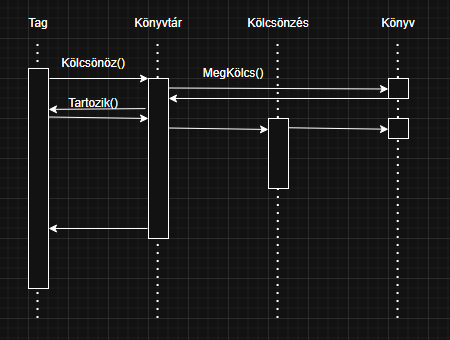 Tag
Könyvtár
Kölcsönzés
Könyv
Kölcsönöz()
MegKölcs()
Tartozik()